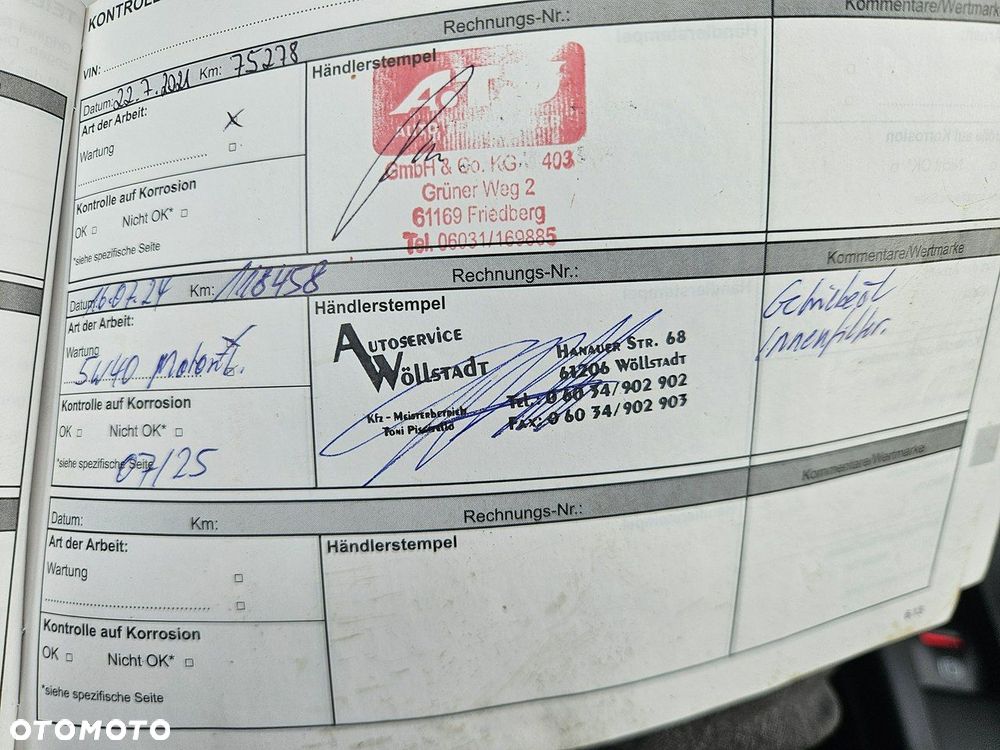 KONTROLL
VIN:
Rechnungs-Nr.:
Kommentare/Wertmark
Datum: 22.7.2021 Km: 75278
Händlerstempel
Art der Arbeit:
Wartung
GmbH & Co. KG 403
Grüner Weg 2
61169 Friedberg
Tel. 06031/169885
Kontrolle auf Korrosion
OK Nicht OK*
*siehe spezifische Seite
Rechnungs-Nr.:
Kommentare/Wertmarke
Datum: 16.07.24 Km: 118458
Händlerstempel
Art der Arbeit:
Wartung
5W40 Motoröl.
AUTOSERVICE
WÖLLSTADT
HANAUER STR. 68
61206 WÖLLSTADT
TEL.: 0 60 34/902 902
FAX: 0 60 34/902 903
Kfz - Meisterbetrieb
Toni
Getriebeöl
Innenfilter.
Kontrolle auf Korrosion
OK Nicht OK*
*siehe spezifische Seite
07/25
Rechnungs-Nr.:
Kommentare/Wertmarke
Datum: Km:
Händlerstempel
Art der Arbeit:
Wartung
Kontrolle auf Korrosion
OK Nicht OK*
*siehe spezifische Seite
OTOMOTO